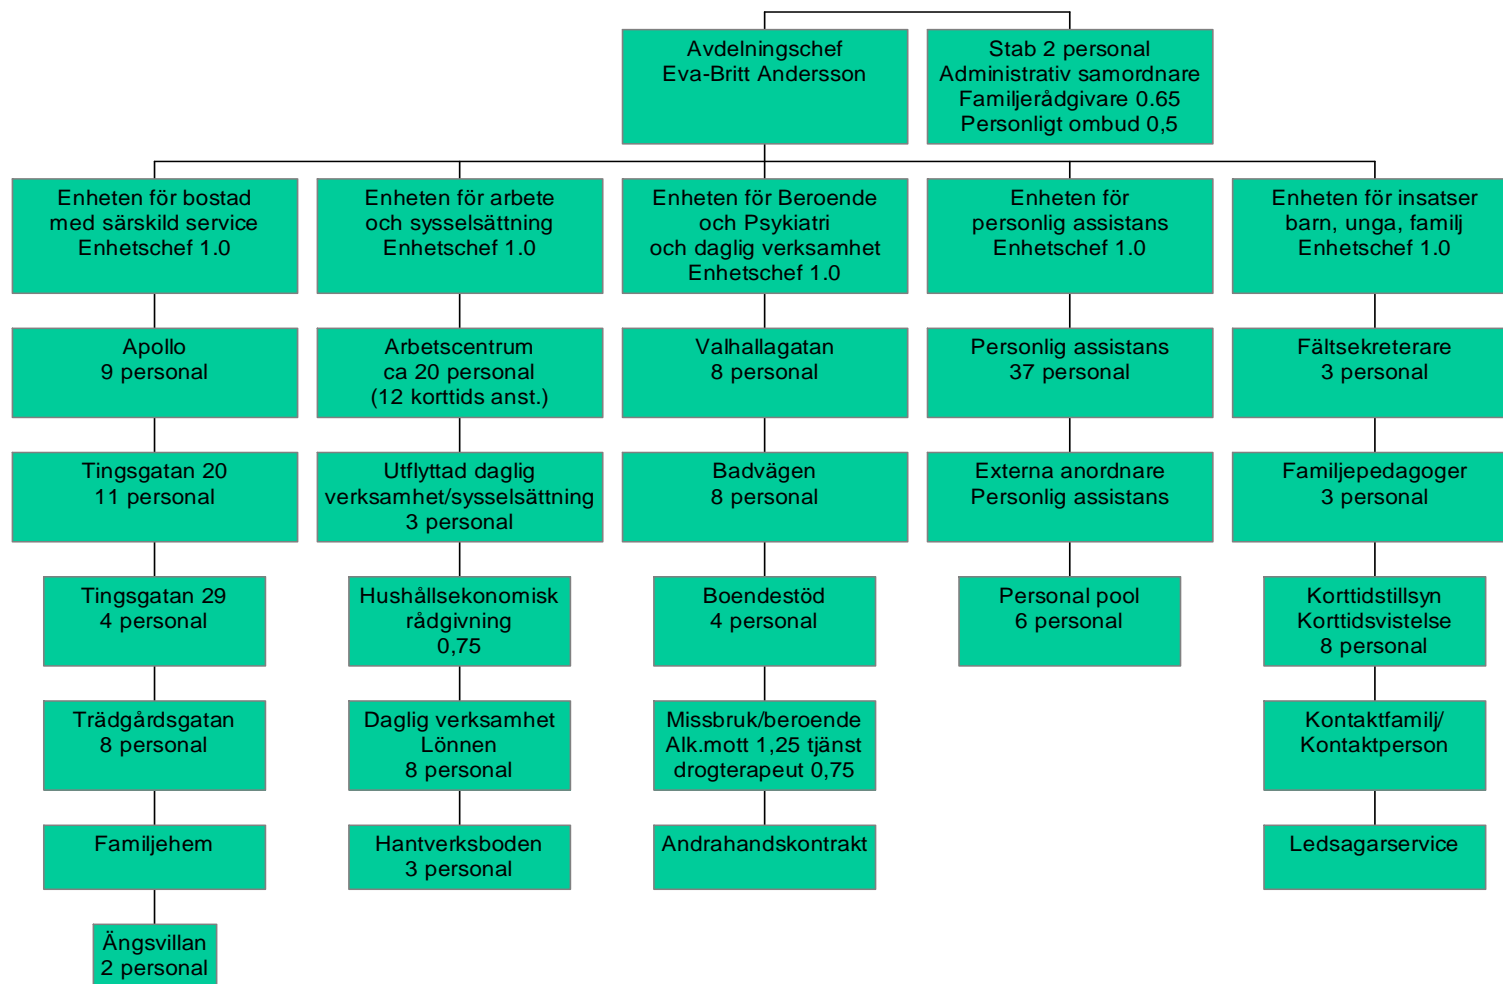 Avdelningschef
Eva-Britt Andersson
Stab 2 personal
Administrativ samordnare
Familjerådgivare 0.65
Personligt ombud 0,5
Enheten för bostad
med särskild service
Enhetschef 1.0
Enheten för arbete
och sysselsättning
Enhetschef 1.0
Enheten för Beroende
och Psykiatri
och daglig verksamhet
Enhetschef 1.0
Enheten för
personlig assistans
Enhetschef 1.0
Enheten för insatser
barn, unga, familj
Enhetschef 1.0
Apollo
9 personal
Arbetscentrum
ca 20 personal
(12 korttids anst.)
Valhallagatan
8 personal
Personlig assistans
37 personal
Fältsekreterare
3 personal
Tingsgatan 20
11 personal
Utflyttad daglig
verksamhet/sysselsättning
3 personal
Badvägen
8 personal
Externa anordnare
Personlig assistans
Familjepedagoger
3 personal
Tingsgatan 29
4 personal
Hushållsekonomisk
rådgivning
0,75
Boendestöd
4 personal
Personal pool
6 personal
Korttidstillsyn
Korttidsvistelse
8 personal
Trädgårdsgatan
8 personal
Daglig verksamhet
Lönnen
8 personal
Missbruk/beroende
Alk.mott 1,25 tjänst
drogterapeut 0,75
Kontaktfamilj/
Kontaktperson
Familjehem
Hantverksboden
3 personal
Andrahandskontrakt
Ledsagarservice
Ängsvillan
2 personal